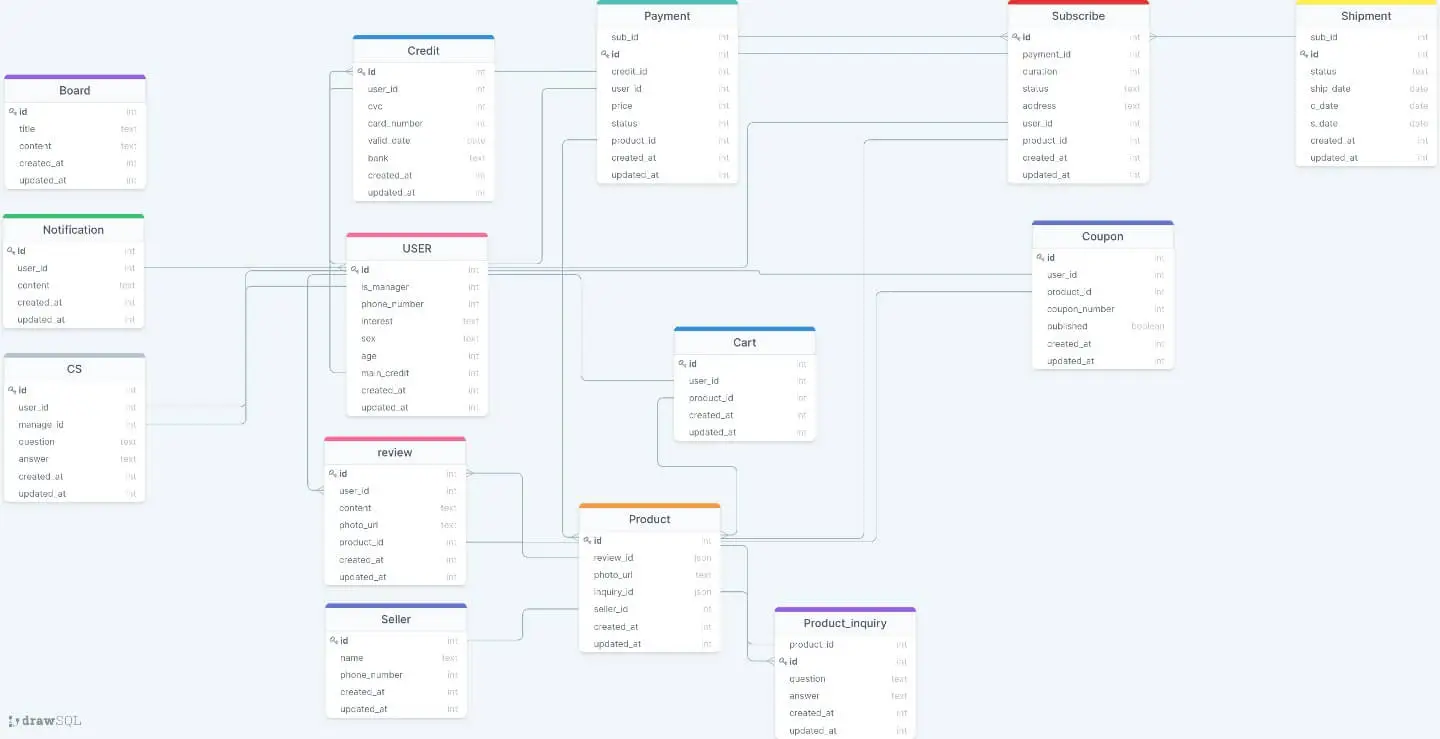 Board
id int
title text
content text
created_at int
updated_at int
Notification
id int
user_id int
content text
created_at int
updated_at int
CS
id int
user_id int
manage_id int
question text
answer text
created_at int
updated_at int
Credit
id int
user_id int
cvc int
card_number int
valid_date date
bank text
created_at int
updated_at int
USER
id int
is_manager int
phone_number int
interest text
sex text
age int
main_credit int
created_at int
updated_at int
review
id int
user_id int
content text
photo_url text
product_id int
created_at int
updated_at int
Seller
id int
name text
phone_number int
created_at int
updated_at int
Payment
sub_id int
id int
credit_id int
user_id int
price int
status int
product_id int
created_at int
updated_at int
Cart
id int
user_id int
product_id int
created_at int
updated_at int
Product
id int
review_id json
photo_url text
inquiry_id json
seller_id int
created_at int
updated_at int
Product_inquiry
product_id int
id int
question text
answer text
created_at int
updated_at int
Subscribe
id int
payment_id int
curation int
status text
address text
user_id int
product_id int
created_at int
updated_at int
Coupon
id int
user_id int
product_id int
coupon_number int
published boolean
created_at int
updated_at int
Shipment
sub_id int
id int
status text
ship_date date
o_date date
s_date date
created_at int
updated_at int
drawSQL